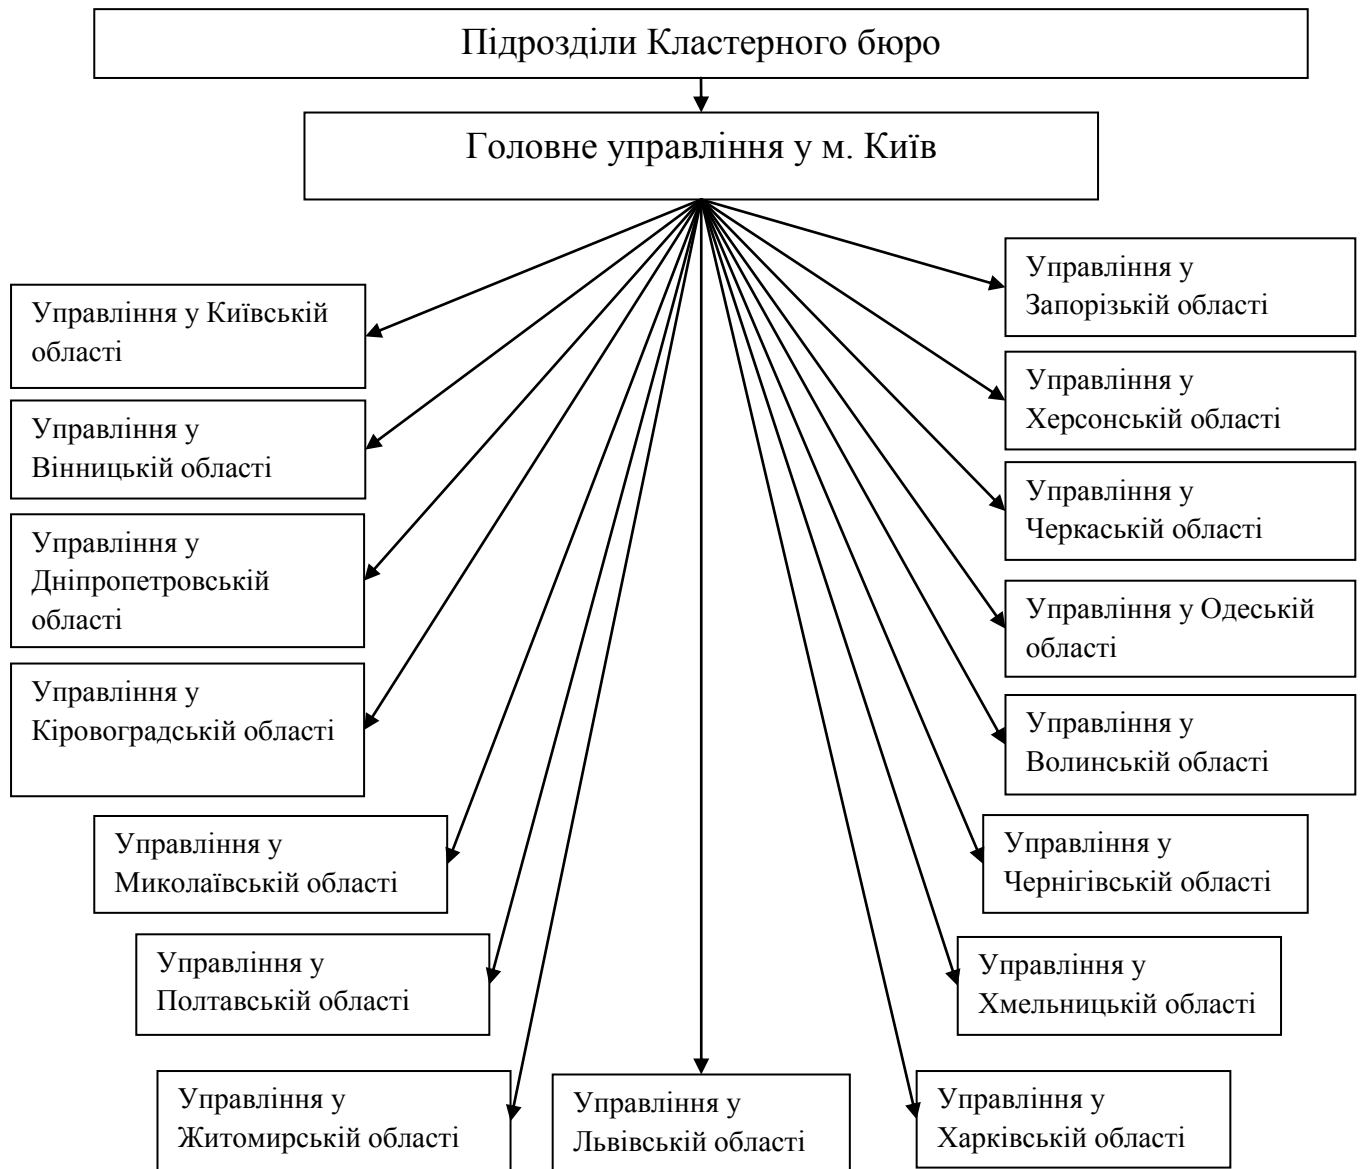 Підрозділи Кластерного бюро
Головне управління у м. Київ
Управління у Київській
області
Управління у
Вінницькій області
Управління у
Дніпропетровській
області
Управління у
Кіровоградській області
Управління у
Миколаївській області
Управління у
Полтавській області
Управління у
Житомирській області
Управління у
Львівській області
Управління у
Запорізькій області
Управління у
Херсонській області
Управління у
Черкаській області
Управління у Одеській
області
Управління у
Волинській області
Управління у
Чернігівській області
Управління у
Хмельницькій області
Управління у
Харківській області